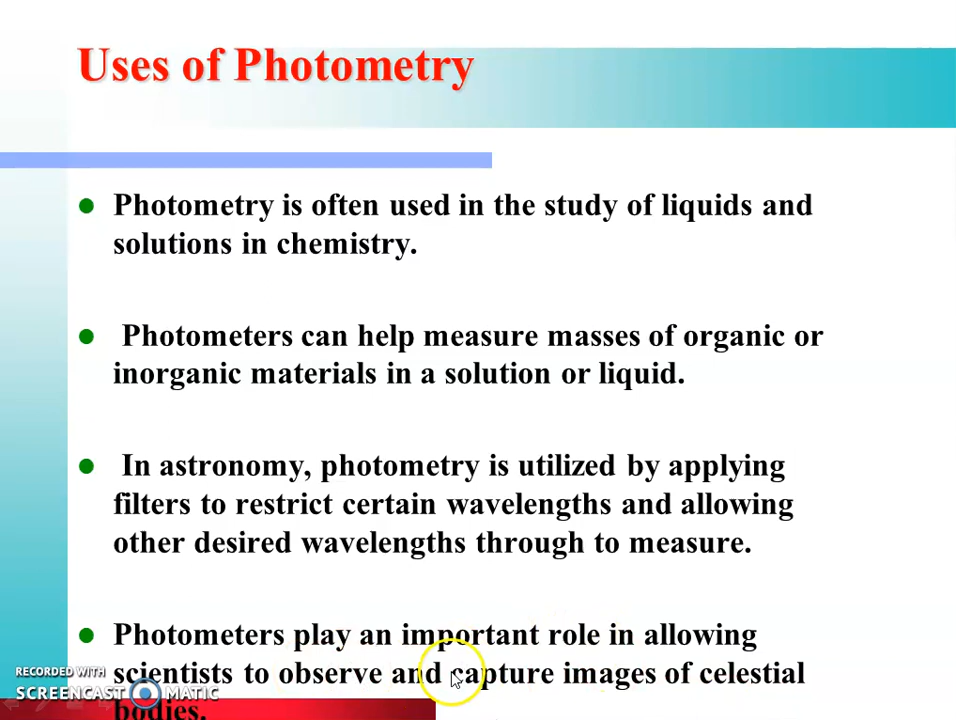 Uses of Photometry
Photometry is often used in the study of liquids and
solutions in chemistry.
Photometers can help measure masses of organic or
inorganic materials in a solution or liquid.
In astronomy, photometry is utilized by applying
filters to restrict certain wavelengths and allowing
other desired wavelengths through to measure.
Photometers play an important role in allowing
scientists to observe and capture images of celestial
bodies.
RECORDED WITH
SCREENCAST MATIC